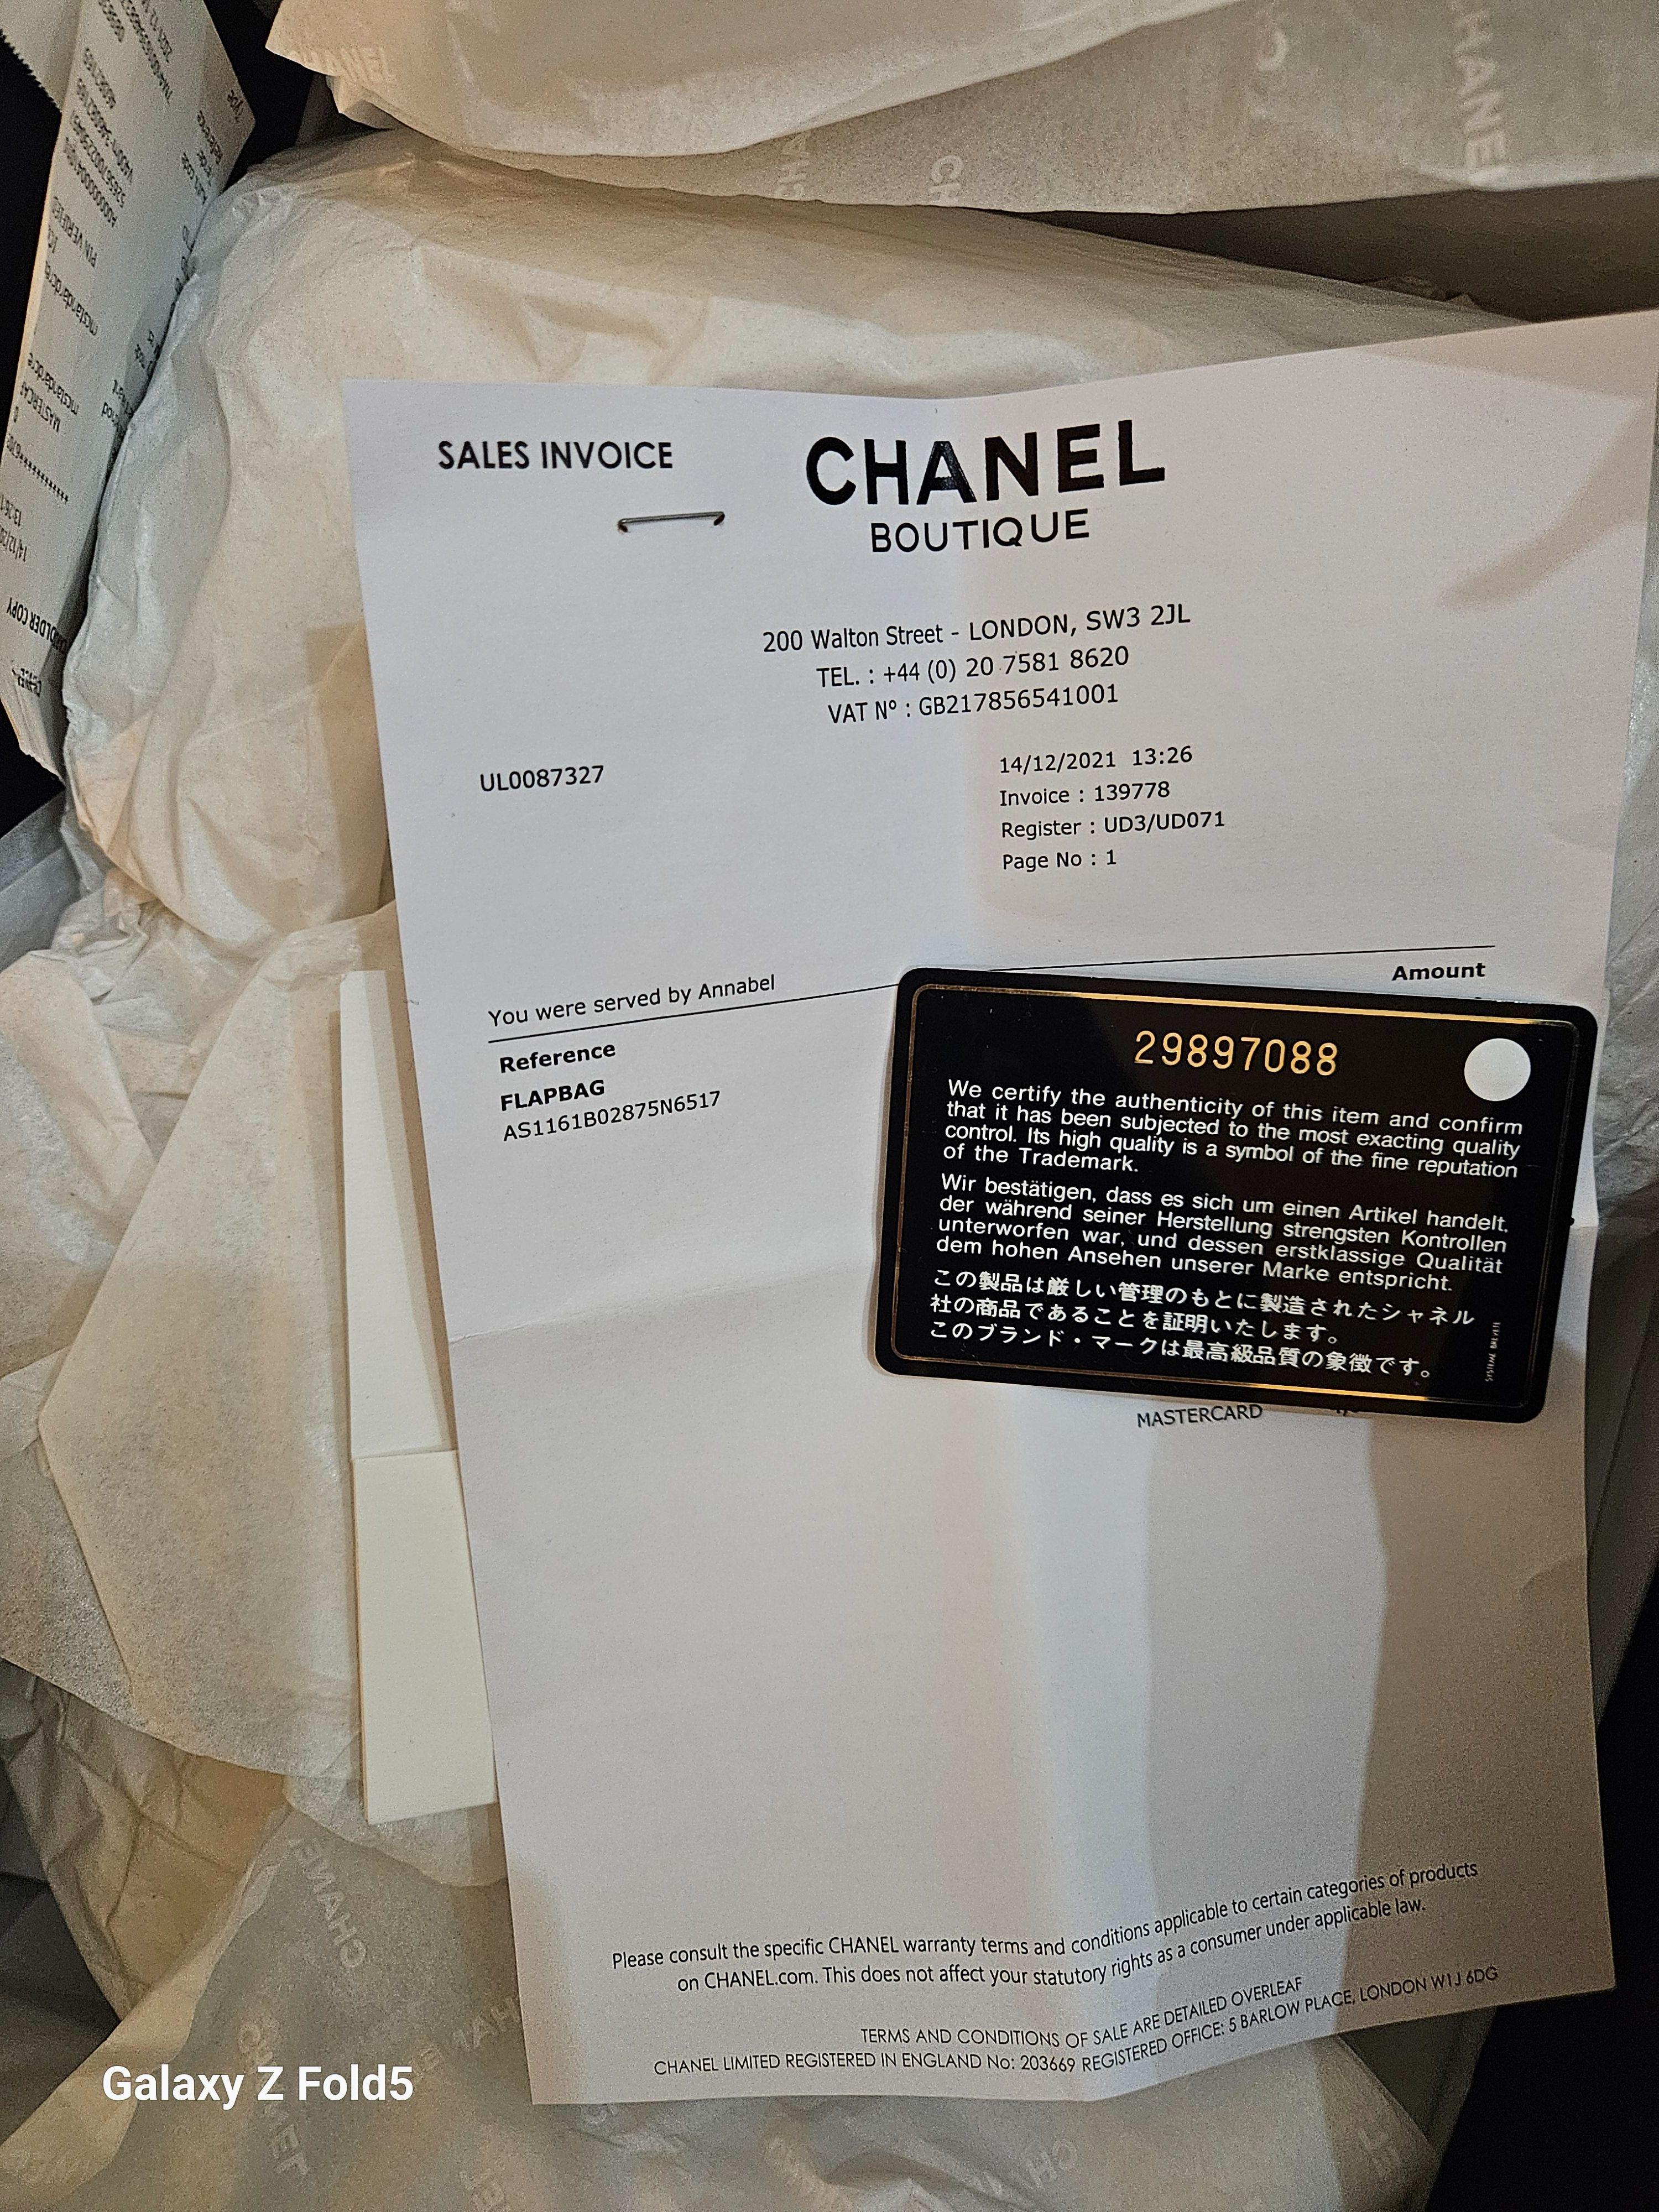 SALES INVOICE
CHANEL
BOUTIQUE
200 Walton Street - LONDON, SW3 2JL
TEL. : +44 (0) 20 7581 8620
VAT Nº : GB217856541001
UL0087327
14/12/2021 13:26
Invoice : 139778
Register : UD3/UD071
Page No : 1
You were served by Annabel
Amount
Reference
FLAPBAG
AS1161B02875N6517
29897088
We certify the authenticity of this item and confirm
that it has been subjected to the most exacting quality
control. Its high quality is a symbol of the fine reputation
of the Trademark.
Wir bestätigen, dass es sich um einen Artikel handelt,
der während seiner Herstellung strengsten Kontrollen
unterworfen war, und dessen erstklassige Qualität
dem hohen Ansehen unserer Marke entspricht.
この製品は厳しい管理のもとに製造されたシャネル
社の商品であることを証明いたします。
このブランド・マークは最高級品質の象徴です。
MASTERCARD
Please consult the specific CHANEL warranty terms and conditions applicable to certain categories of products
on CHANEL.com. This does not affect your statutory rights as a consumer under applicable law.
TERMS AND CONDITIONS OF SALE ARE DETAILED OVERLEAF
CHANEL LIMITED REGISTERED IN ENGLAND No: 203669 REGISTERED OFFICE: 5 BARLOW PLACE, LONDON W1J 6DG
CHANEL
CHANEL
CHANEL
Galaxy Z Fold5